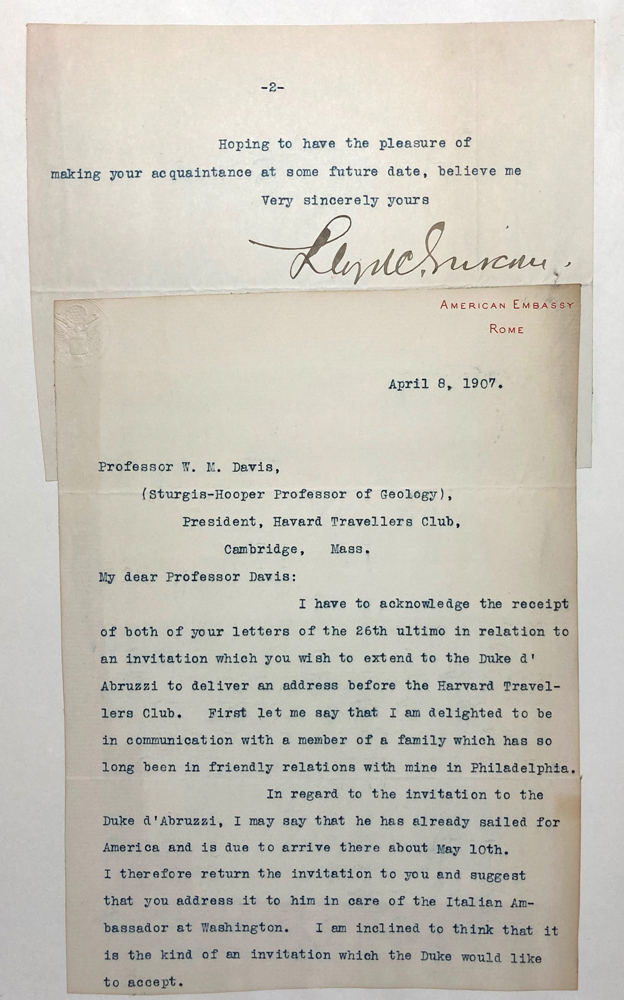 -2-
Hoping to have the pleasure of
making your acquaintance at some future date, believe me
Very sincerely yours
Lloyd C. Griscom.
AMERICAN EMBASSY
ROME
April 8, 1907.
Professor W. M. Davis,
(Sturgis-Hooper Professor of Geology),
President, Havard Travellers Club,
Cambridge, Mass.
My dear Professor Davis:
I have to acknowledge the receipt
of both of your letters of the 26th ultimo in relation to
an invitation which you wish to extend to the Duke d'
Abruzzi to deliver an address before the Harvard Travel-
lers Club. First let me say that I am delighted to be
in communication with a member of a family which has so
long been in friendly relations with mine in Philadelphia.
In regard to the invitation to the
Duke d'Abruzzi, I may say that he has already sailed for
America and is due to arrive there about May 10th.
I therefore return the invitation to you and suggest
that you address it to him in care of the Italian Am-
bassador at Washington. I am inclined to think that it
is the kind of an invitation which the Duke would like
to accept.